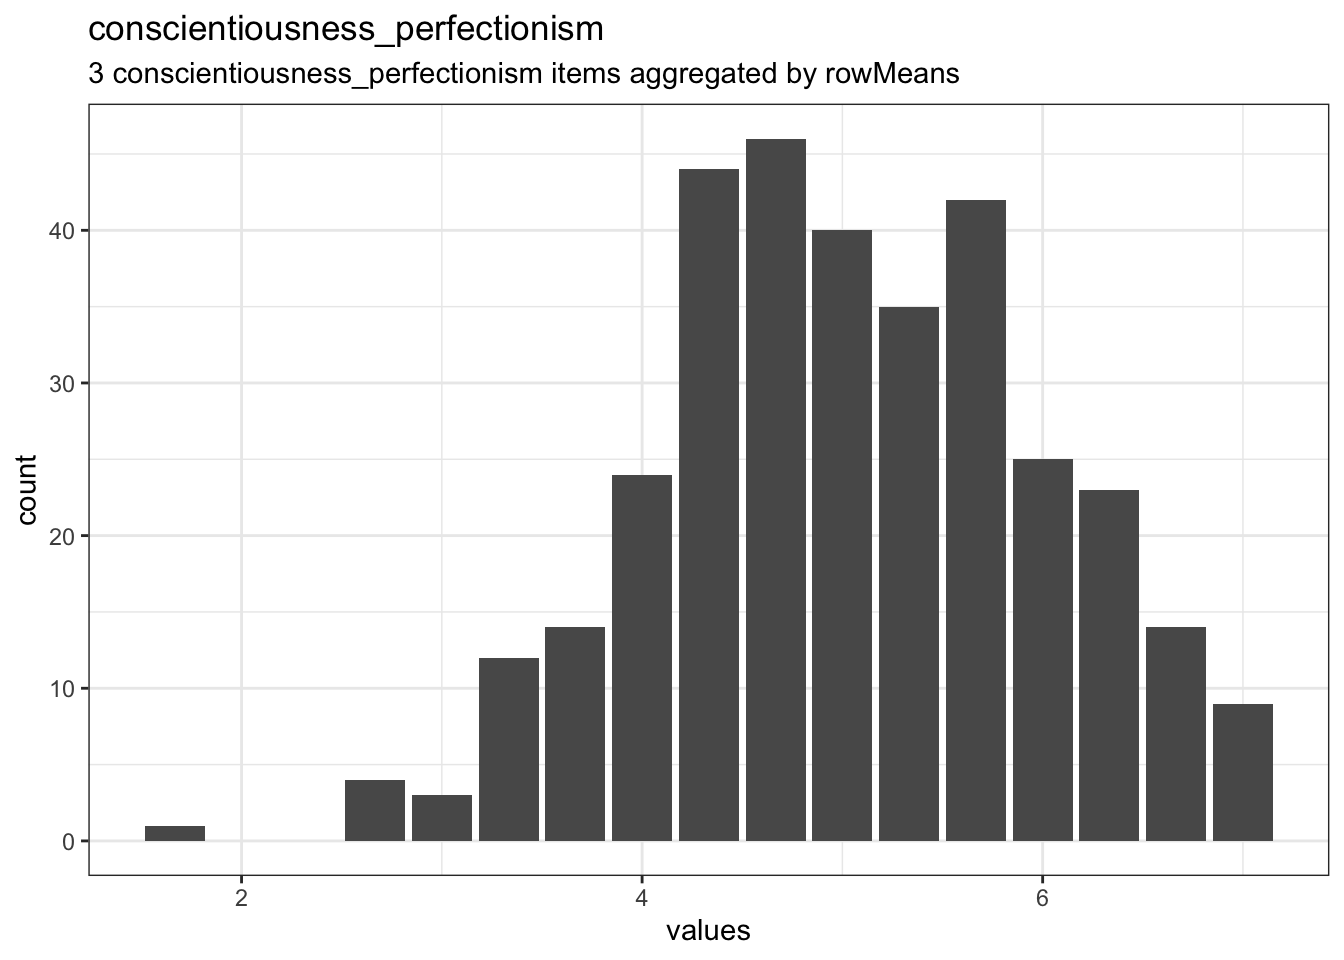 conscientiousness_perfectionism
3 conscientiousness_perfectionism items aggregated by rowMeans
count
40
30
20
10
0
2 4 6
values